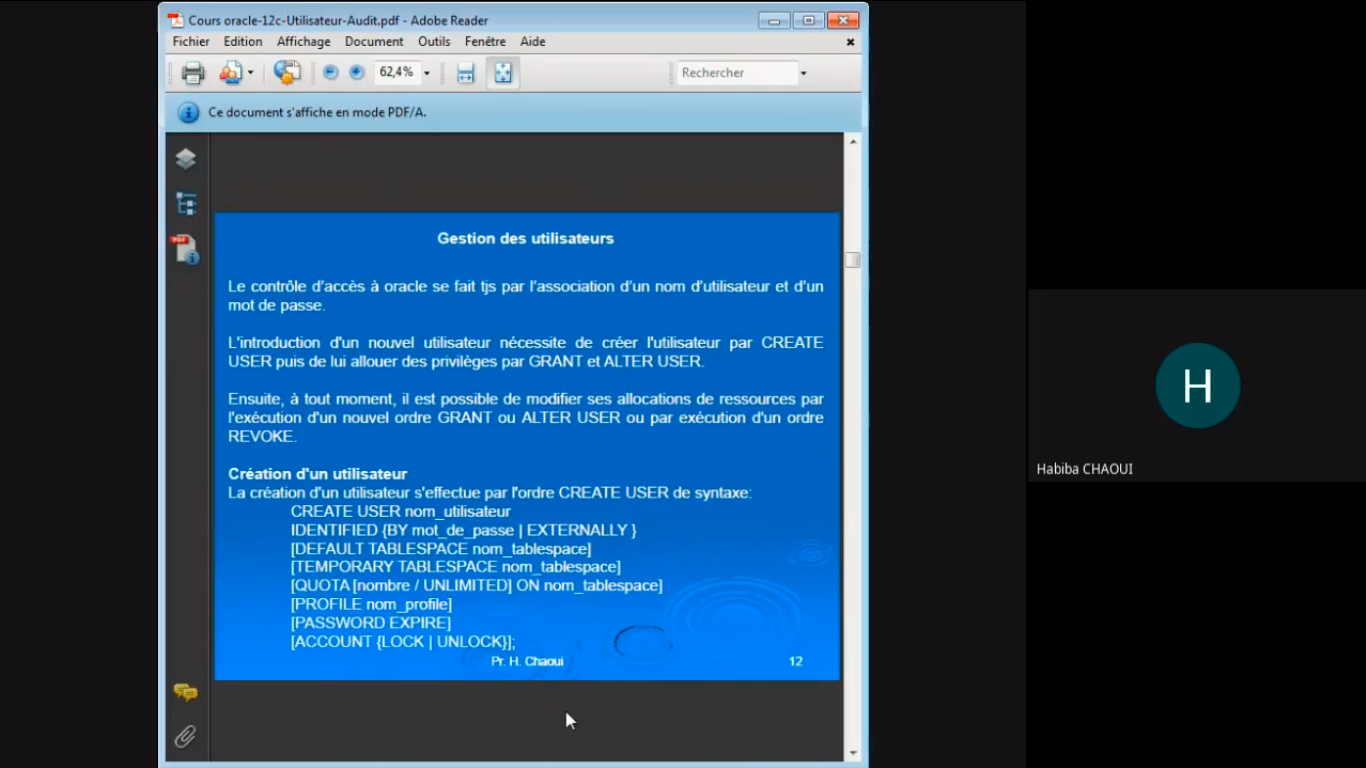 Cours oracle-12c-Utilisateur-Audit.pdf - Adobe Reader
Fichier Edition Affichage Document Outils Fenêtre Aide
62,4% Rechercher
Ce document s'affiche en mode PDF/A.
Gestion des utilisateurs
Le contrôle d'accès à oracle se fait tjs par l'association d'un nom d'utilisateur et d'un
mot de passe.
L'introduction d'un nouvel utilisateur nécessite de créer l'utilisateur par CREATE
USER puis de lui allouer des privilèges par GRANT et ALTER USER.
Ensuite, à tout moment, il est possible de modifier ses allocations de ressources par
l'exécution d'un nouvel ordre GRANT ou ALTER USER ou par exécution d'un ordre
REVOKE.
Création d'un utilisateur
La création d'un utilisateur s'effectue par l'ordre CREATE USER de syntaxe:
CREATE USER nom_utilisateur
IDENTIFIED {BY mot_de_passe | EXTERNALLY }
[DEFAULT TABLESPACE nom_tablespace]
[TEMPORARY TABLESPACE nom_tablespace]
[QUOTA [nombre / UNLIMITED] ON nom_tablespace]
[PROFILE nom_profile]
[PASSWORD EXPIRE]
[ACCOUNT {LOCK | UNLOCK}];
Pr. H. Chaoui 12
H
Habiba CHAOUI